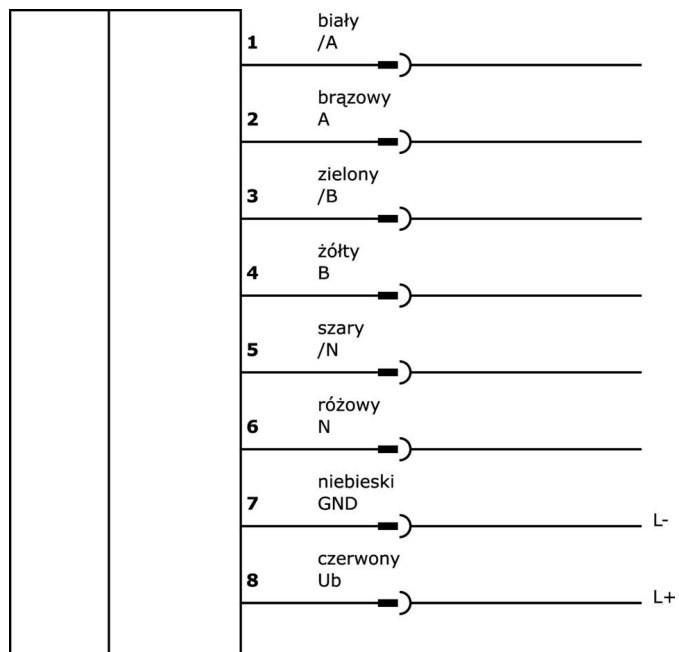 biały
1 /A
brązowy
2 A
zielony
3 /B
żółty
4 B
szary
5 /N
różowy
6 N
niebieski
7 GND
L-
czerwony
8 Ub
L+